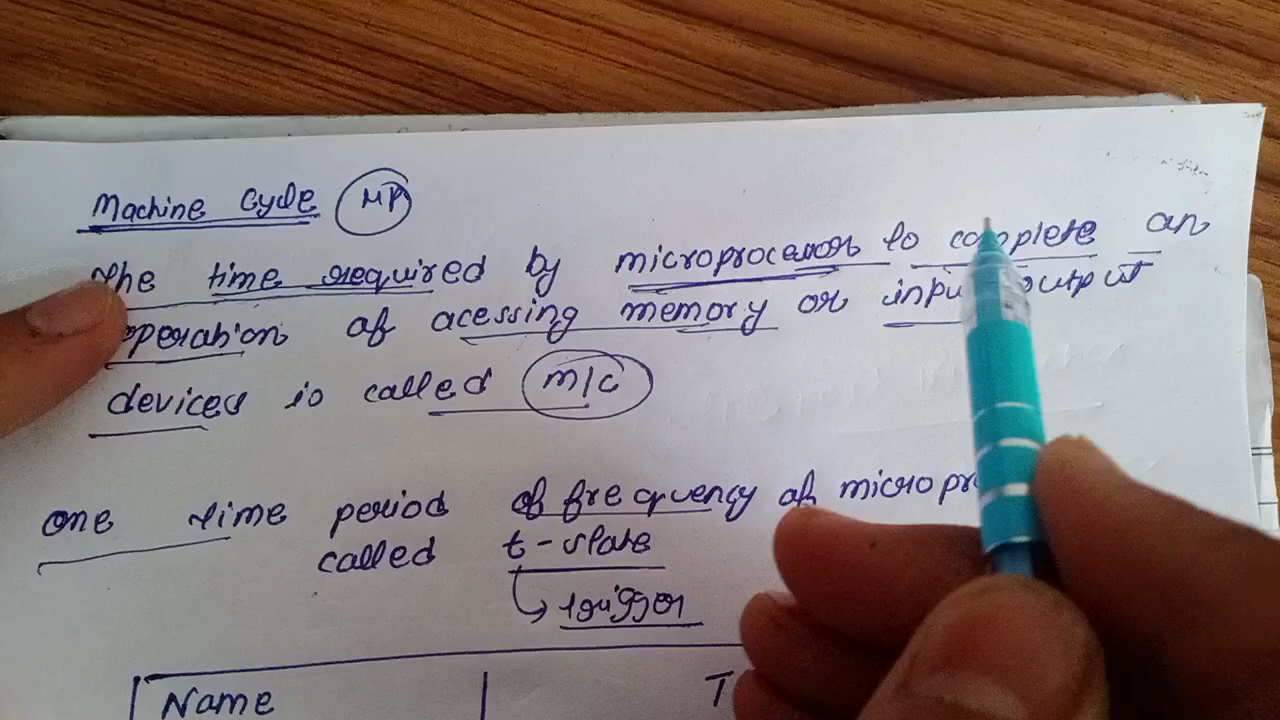 Machine Cycle MP
The time required by microprocessor to complete an
operation of acessing memory or input output
devices is called m/c
one time period of frequency of micropr
called t-state
trigger
Name T